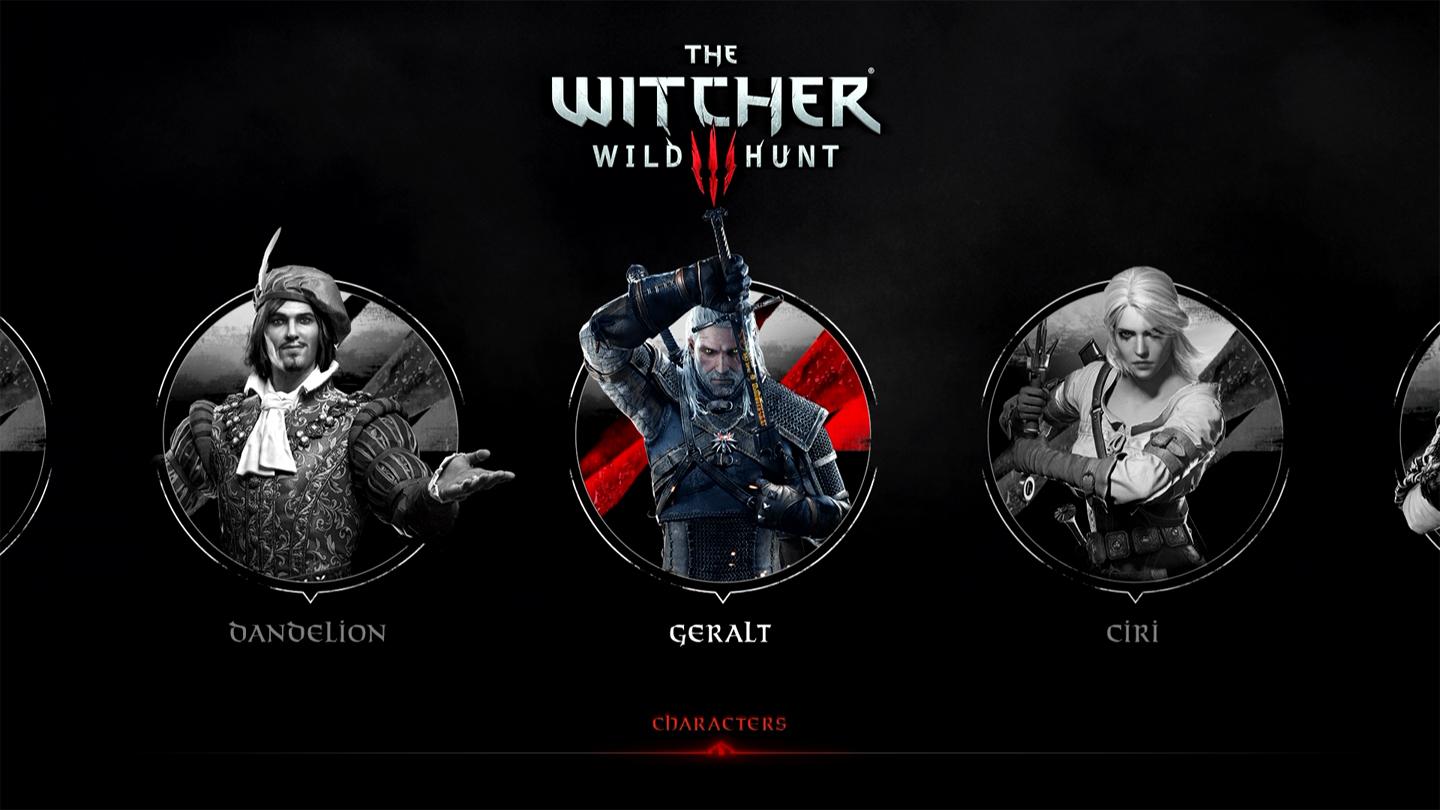 THE
WITCHER®
WILD HUNT
DANDELION
GERALT
CIRI
CHARACTERS